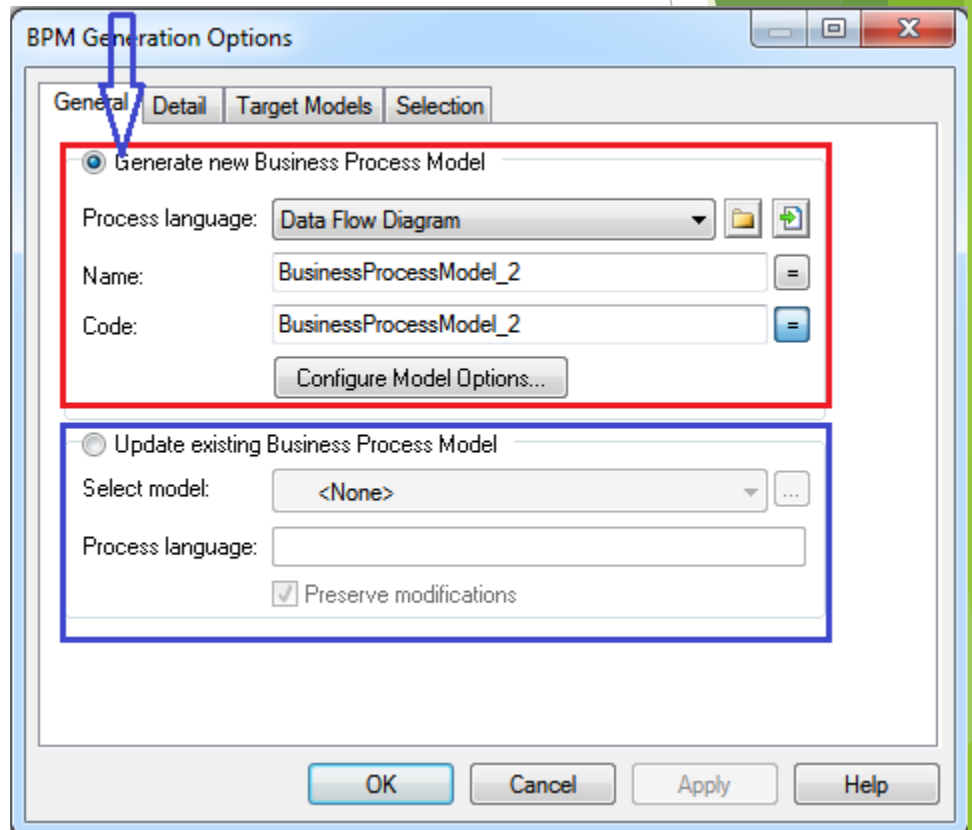 BPM Generation Options
General Detail Target Models Selection
Generate new Business Process Model
Process language: Data Flow Diagram
Name: BusinessProcessModel_2 =
Code: BusinessProcessModel_2 =
Configure Model Options...
Update existing Business Process Model
Select model: <None> ...
Process language:
Preserve modifications
OK Cancel Apply Help